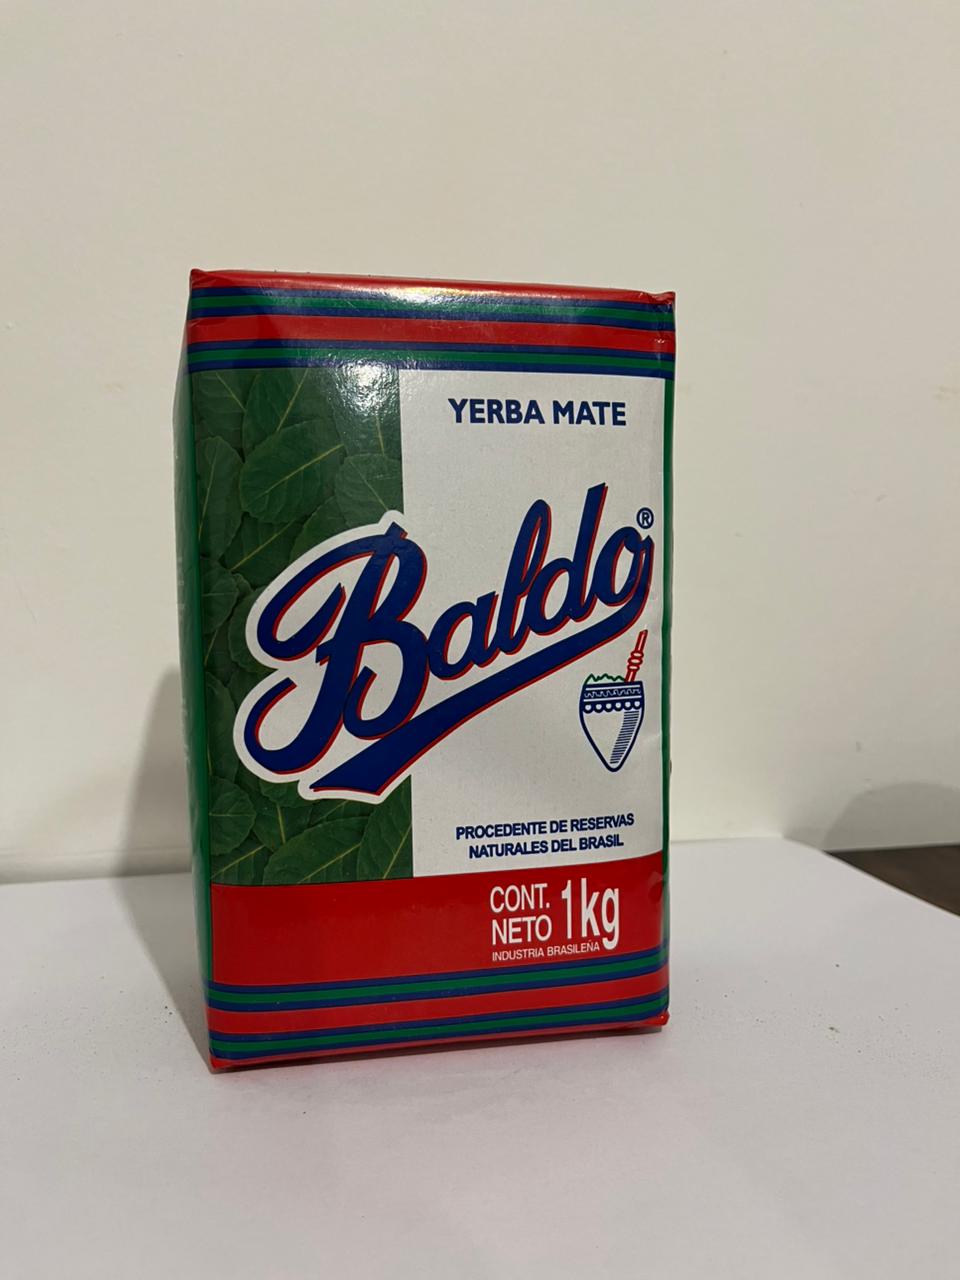 YERBA MATE
Baldo®
PROCEDENTE DE RESERVAS
NATURALES DEL BRASIL
CONT.
NETO 1kg
INDUSTRIA BRASILEÑA